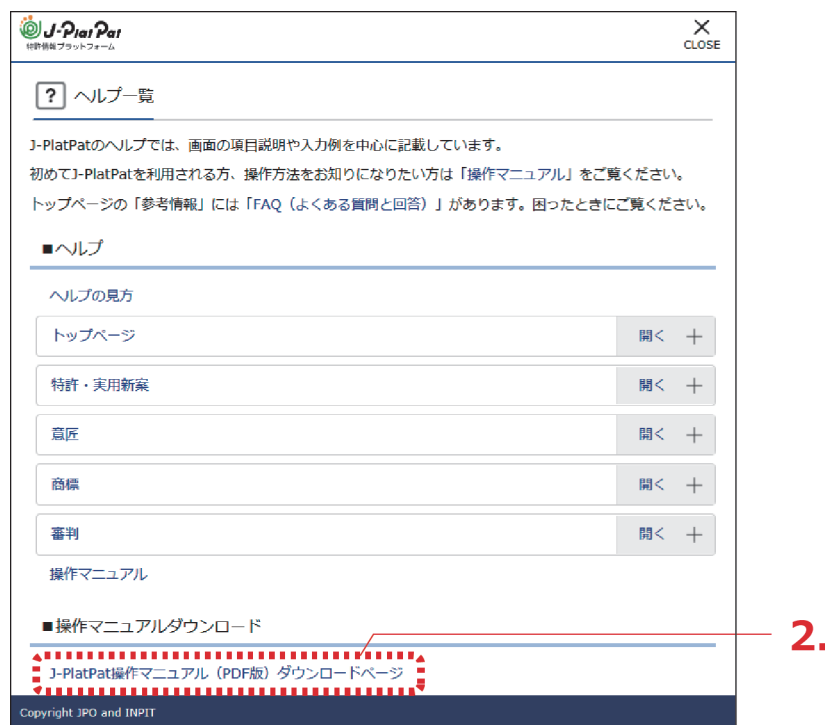 J-PlatPat
特許情報プラットフォーム
CLOSE
? ヘルプ一覧
J-PlatPatのヘルプでは、画面の項目説明や入力例を中心に記載しています。
初めてJ-PlatPatを利用される方、操作方法をお知りになりたい方は「操作マニュアル」をご覧ください。
トップページの「参考情報」には「FAQ（よくある質問と回答）」があります。困ったときにご覧ください。
■ヘルプ
ヘルプの見方
トップページ 開く ＋
特許・実用新案 開く ＋
意匠 開く ＋
商標 開く ＋
審判 開く ＋
操作マニュアル
■操作マニュアルダウンロード
2.
J-PlatPat操作マニュアル（PDF版）ダウンロードページ
Copyright JPO and INPIT